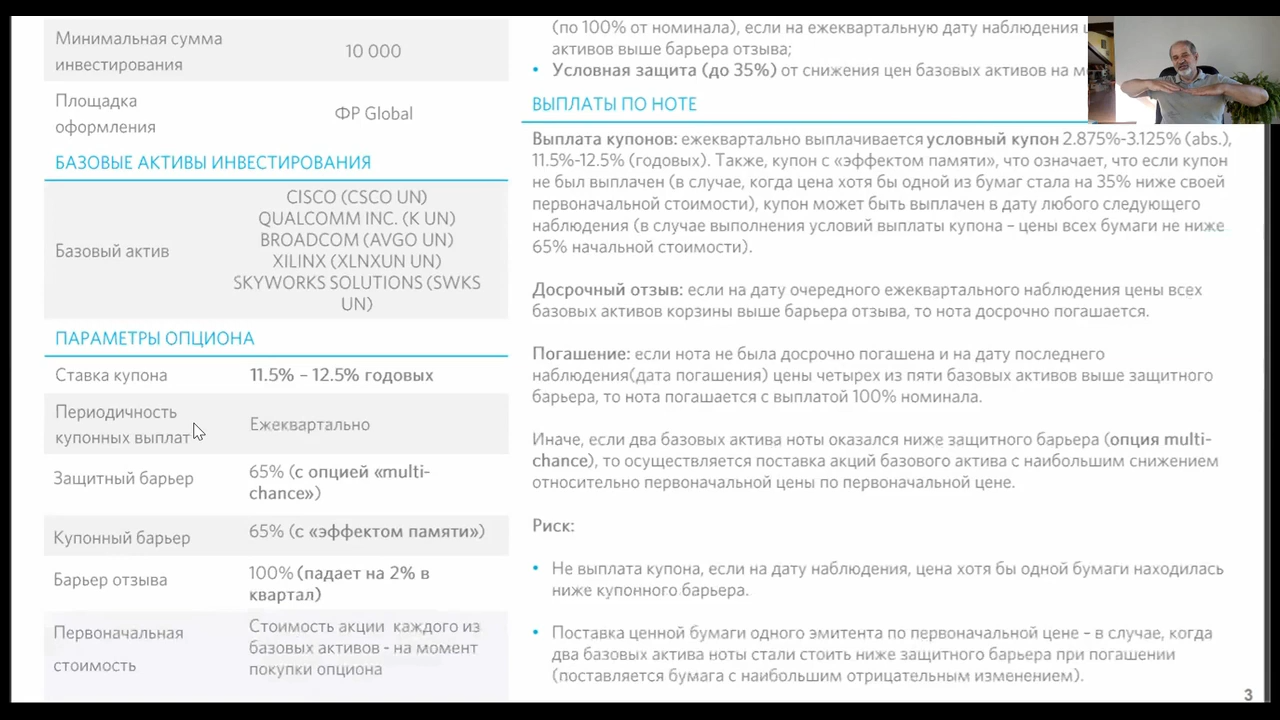 Минимальная сумма
инвестирования
10 000
Площадка
оформления
ФР Global
БАЗОВЫЕ АКТИВЫ ИНВЕСТИРОВАНИЯ
Базовый актив
CISCO (CSCO UN)
QUALCOMM INC. (K UN)
BROADCOM (AVGO UN)
XILINX (XLNXUN UN)
SKYWORKS SOLUTIONS (SWKS
UN)
ПАРАМЕТРЫ ОПЦИОНА
Ставка купона
11.5% – 12.5% годовых
Периодичность
купонных выплат
Ежеквартально
Защитный барьер
65% (с опцией «multi-
chance»)
Купонный барьер
65% (с «эффектом памяти»)
Барьер отзыва
100% (падает на 2% в
квартал)
Первоначальная
стоимость
Стоимость акции каждого из
базовых активов - на момент
покупки опциона
(по 100% от номинала), если на ежеквартальную дату наблюдения
активов выше барьера отзыва;
• Условная защита (до 35%) от снижения цен базовых активов на
ВЫПЛАТЫ ПО НОТЕ
Выплата купонов: ежеквартально выплачивается условный купон 2.875%-3.125% (abs.),
11.5%-12.5% (годовых). Также, купон с «эффектом памяти», что означает, что если купон
не был выплачен (в случае, когда цена хотя бы одной из бумаг стала на 35% ниже своей
первоначальной стоимости), купон может быть выплачен в дату любого следующего
наблюдения (в случае выполнения условий выплаты купона – цены всех бумаги не ниже
65% начальной стоимости).
Досрочный отзыв: если на дату очередного ежеквартального наблюдения цены всех
базовых активов корзины выше барьера отзыва, то нота досрочно погашается.
Погашение: если нота не была досрочно погашена и на дату последнего
наблюдения(дата погашения) цены четырех из пяти базовых активов выше защитного
барьера, то нота погашается с выплатой 100% номинала.
Иначе, если два базовых актива ноты оказался ниже защитного барьера (опция multi-
chance), то осуществляется поставка акций базового актива с наибольшим снижением
относительно первоначальной цены по первоначальной цене.
Риск:
• Не выплата купона, если на дату наблюдения, цена хотя бы одной бумаги находилась
ниже купонного барьера.
• Поставка ценной бумаги одного эмитента по первоначальной цене – в случае, когда
два базовых актива ноты стали стоить ниже защитного барьера при погашении
(поставляется бумага с наибольшим отрицательным изменением).
3